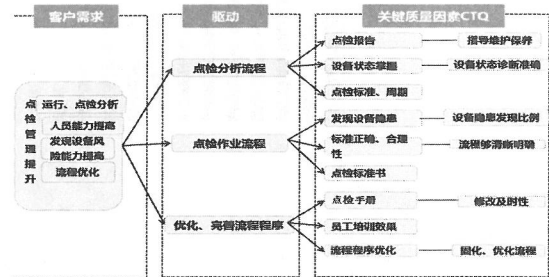 客户需求
驱动
关键质量因素CTQ
点检管理提升
运行、点检分析
人员能力提高
发现设备风
险能力提高
流程优化
点检分析流程
点检作业流程
优化、完善流程程序
点检报告
指导维护保养
设备状态掌握
设备状态诊断准确
点检标准、周期
发现设备隐患
设备隐患发现比例
标准正确、合理
性
流程够清晰明确
点检标准书
点检手册
修改及时性
员工培训效果
流程程序优化
固化、优化流程